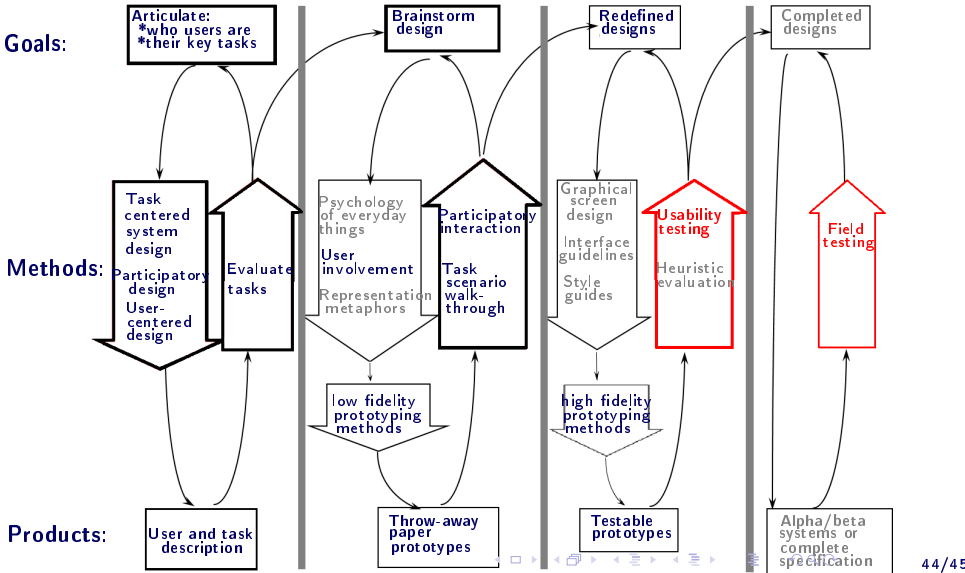 Goals:
Articulate:
*who users are
*their key tasks
Brainstorm
design
Redefined
designs
Completed
designs
Methods:
Task
centered
system
design
Participatory
design
User-
centered
design
Evaluate
tasks
Psychology
of everyday
things
User
involvement
Representation
metaphors
Participatory
interaction
Task
scenario
walk-
through
Graphical
screen
design
Interface
guidelines
Style
guides
Usability
testing
Heuristic
evaluation
Field
testing
low fidelity
prototyping
methods
high fidelity
prototyping
methods
Products:
User and task
description
Throw-away
paper
prototypes
Testable
prototypes
Alpha/beta
systems or
complete
specification
44/45